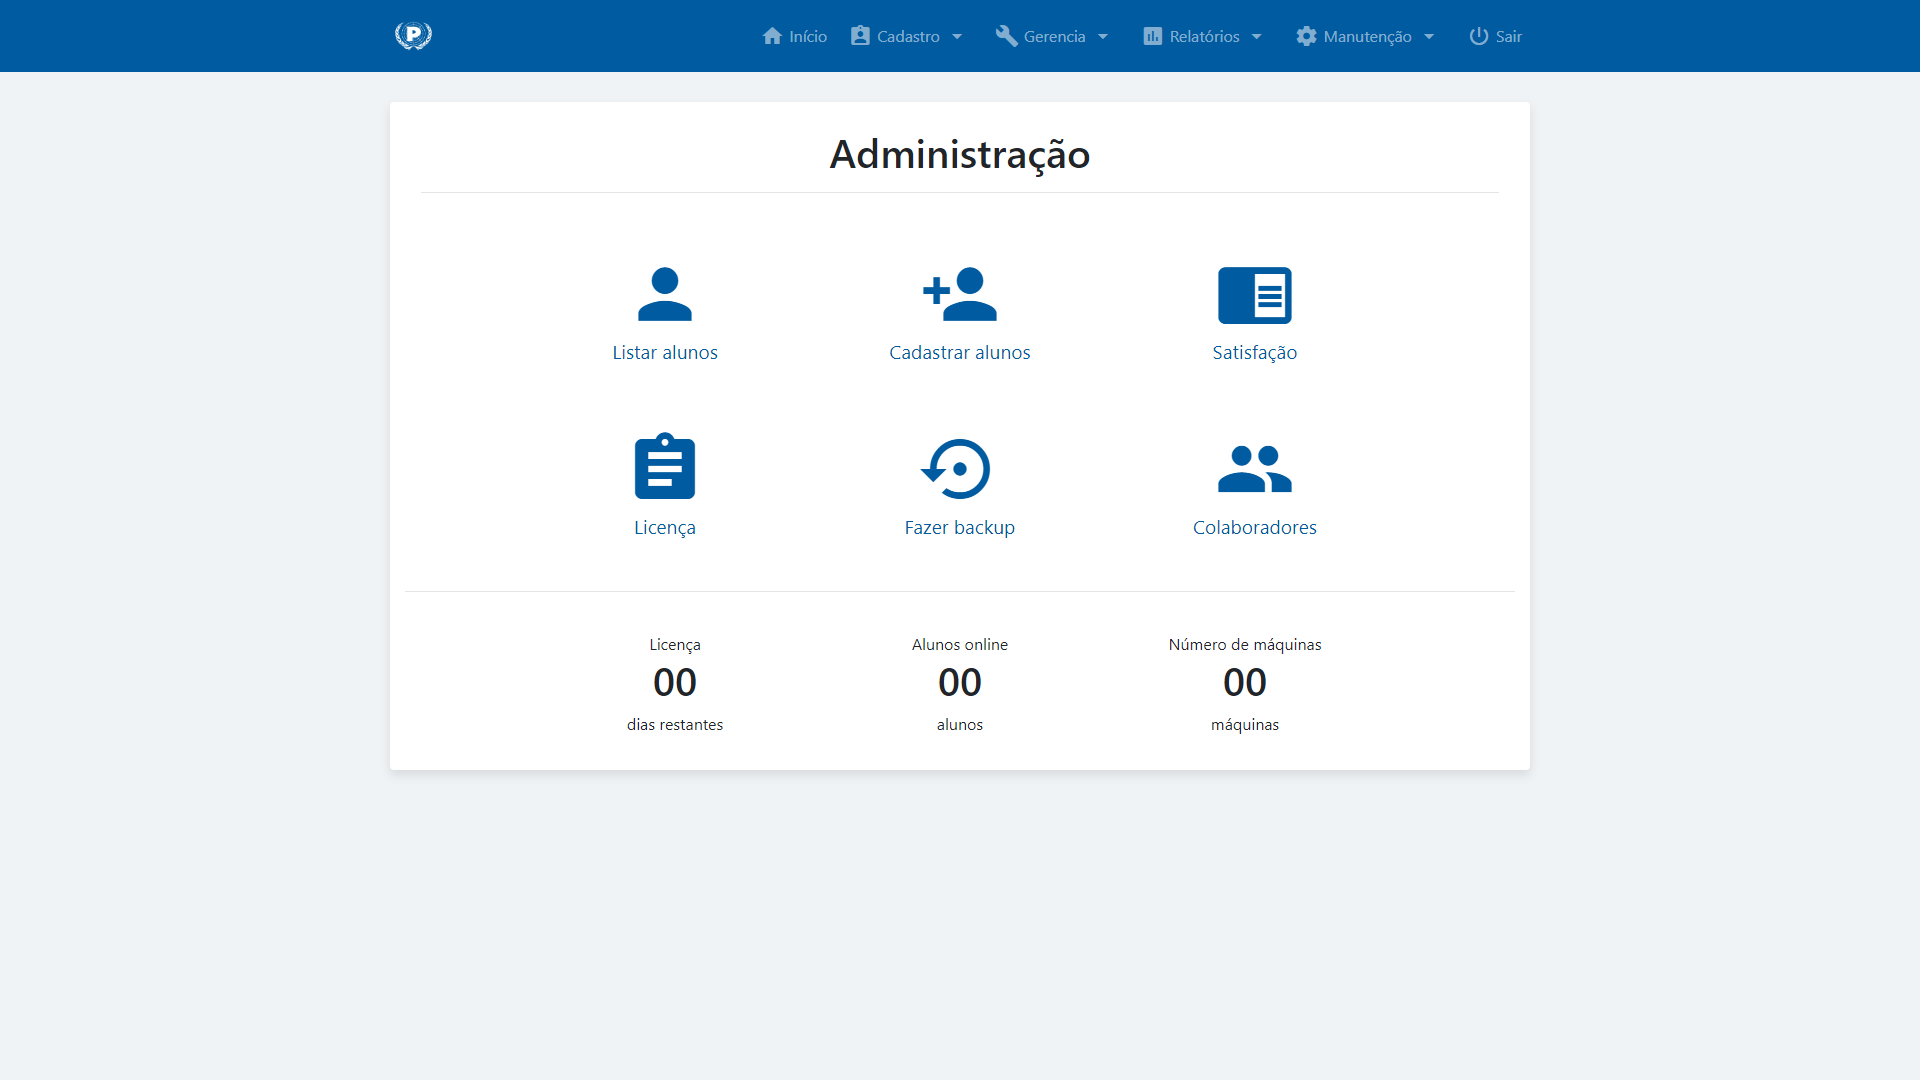 P
Início Cadastro Gerencia Relatórios Manutenção Sair
Administração
Listar alunos Cadastrar alunos Satisfação
Licença Fazer backup Colaboradores
Licença Alunos online Número de máquinas
00 00 00
dias restantes alunos máquinas